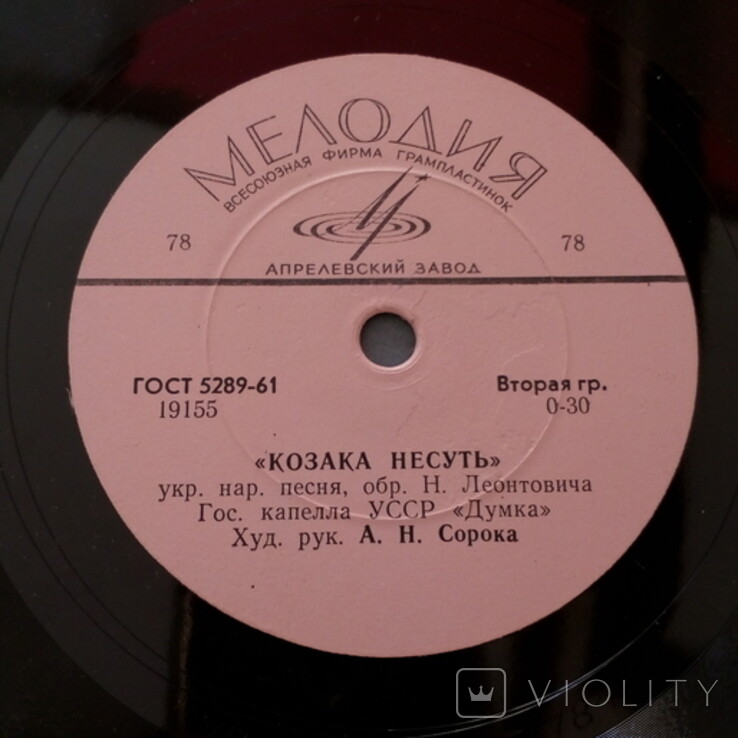 МЕЛОДИЯ
ВСЕСОЮЗНАЯ ФИРМА ГРАМПЛАСТИНОК
78 78
АПРЕЛЕВСКИЙ ЗАВОД
ГОСТ 5289-61 Вторая гр.
19155 0-30
«КОЗАКА НЕСУТЬ»
укр. нар. песня, обр. Н. Леонтовича
Гос. капелла УССР «Думка»
Худ. рук. А. Н. Сорока
VIOLITY